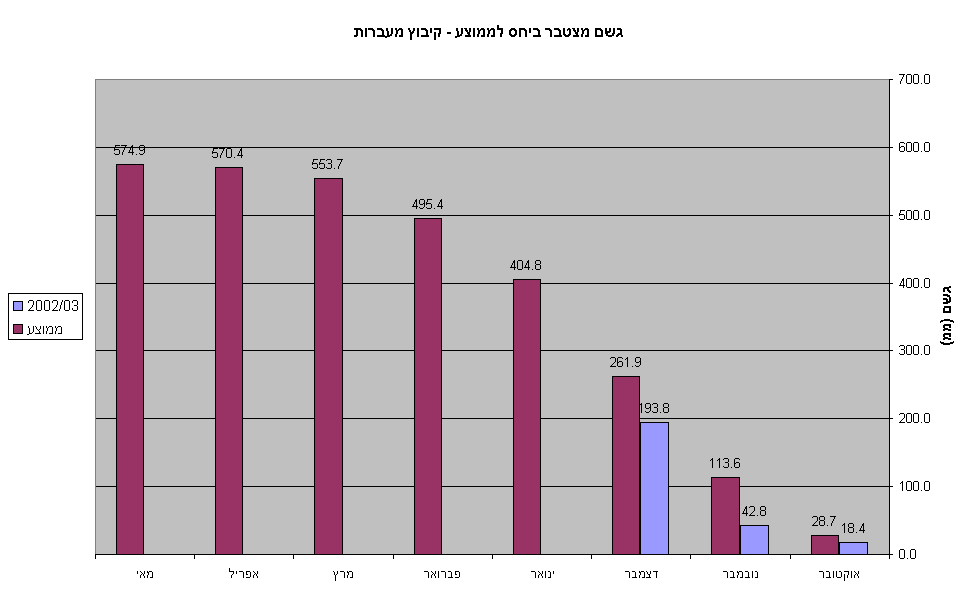 גשם מצטבר ביחס לממוצע - קיבוץ מעברות
700.0
600.0
500.0
400.0
300.0
200.0
100.0
0.0
גשם (ממ)
28.7
18.4
113.6
42.8
261.9
193.8
404.8
495.4
553.7
570.4
574.9
אוקטובר
נובמבר
דצמבר
ינואר
פברואר
מרץ
אפריל
מאי
2002/03
ממוצע